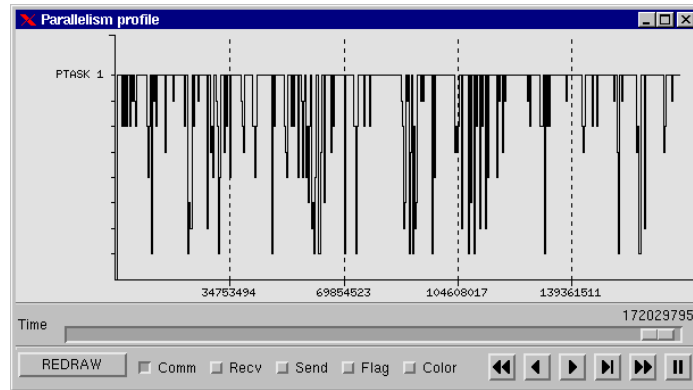 Parallelism profile
PTASK 1
34753494 69854523 104608017 139361511
172029795
Time
REDRAW Comm Recv Send Flag Color